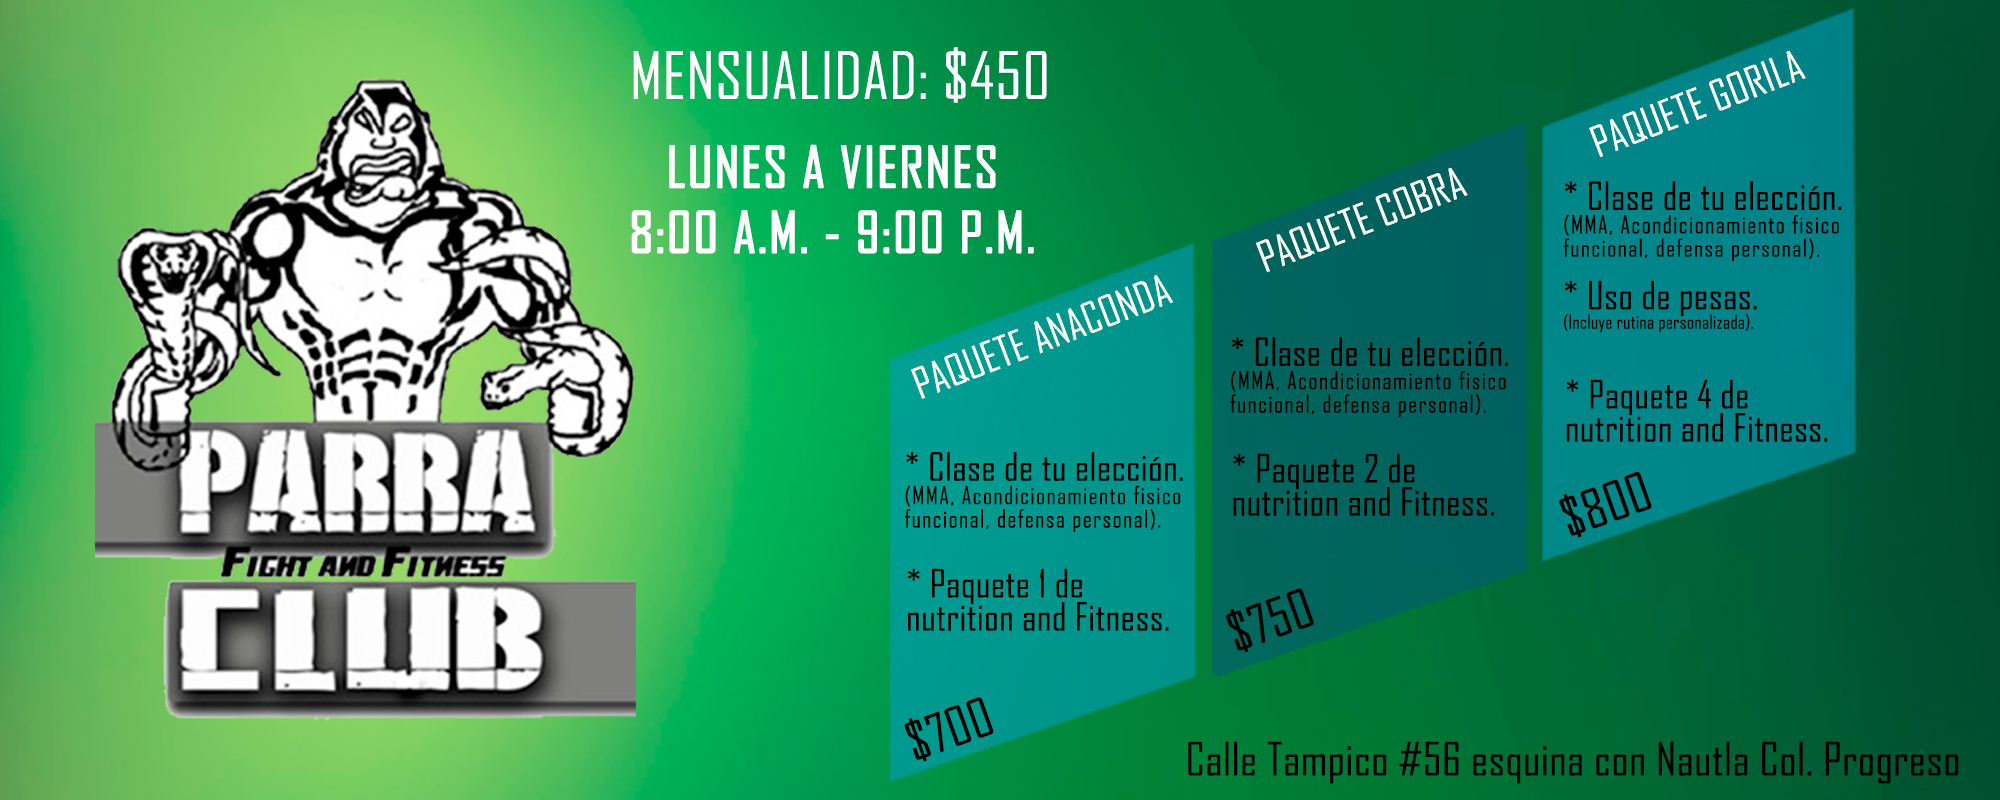 PARRA
FIGHT AND FITNESS
CLUB
MENSUALIDAD: $450
LUNES A VIERNES
8:00 A.M. - 9:00 P.M.
PAQUETE ANACONDA
* Clase de tu elección.
(MMA, Acondicionamiento fisico
funcional, defensa personal).
* Paquete 1 de
nutrition and Fitness.
$700
PAQUETE COBRA
* Clase de tu elección.
(MMA, Acondicionamiento fisico
funcional, defensa personal).
* Paquete 2 de
nutrition and Fitness.
$750
PAQUETE GORILA
* Clase de tu elección.
(MMA, Acondicionamiento fisico
funcional, defensa personal).
* Uso de pesas.
(Incluye rutina personalizada).
* Paquete 4 de
nutrition and Fitness.
$800
Calle Tampico #56 esquina con Nautla Col. Progreso